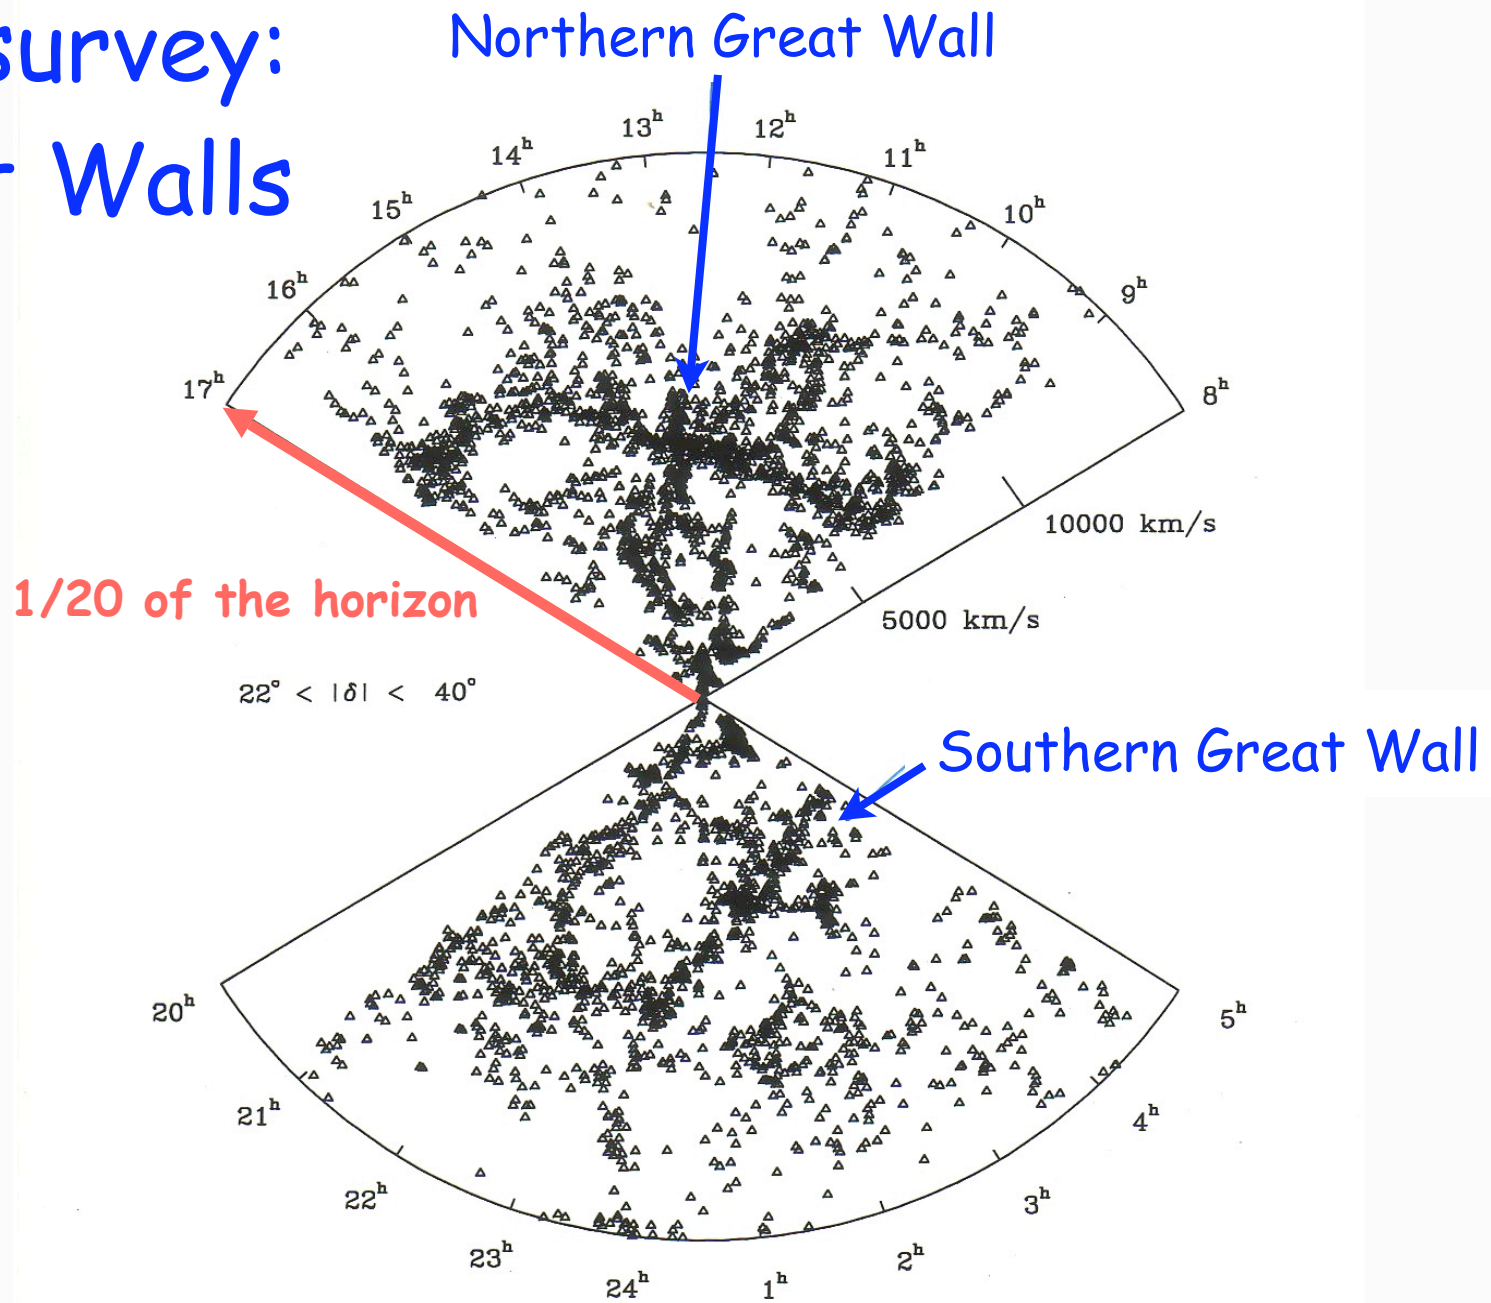 survey:
Walls
Northern Great Wall
13ʰ
12ʰ
14ʰ
11ʰ
15ʰ
10ʰ
16ʰ
9ʰ
17ʰ
8ʰ
10000 km/s
1/20 of the horizon
5000 km/s
22° < |δ| < 40°
Southern Great Wall
20ʰ
5ʰ
21ʰ
4ʰ
22ʰ
3ʰ
23ʰ
2ʰ
24ʰ
1ʰ